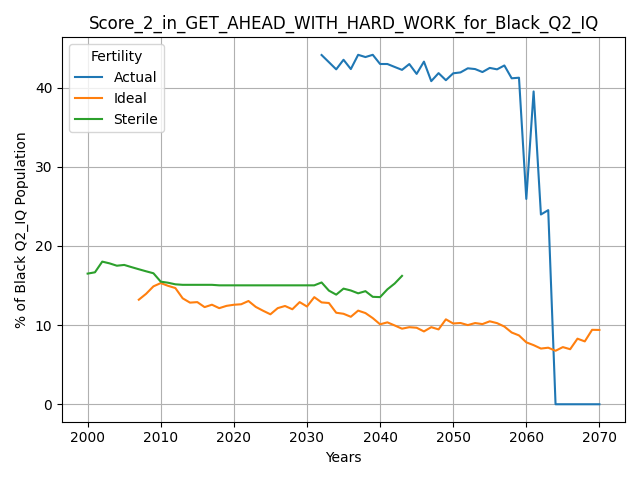 Score_2_in_GET_AHEAD_WITH_HARD_WORK_for_Black_Q2_IQ
Fertility
Actual
Ideal
Sterile
% of Black Q2_IQ Population
40
30
20
10
0
2000 2010 2020 2030 2040 2050 2060 2070
Years